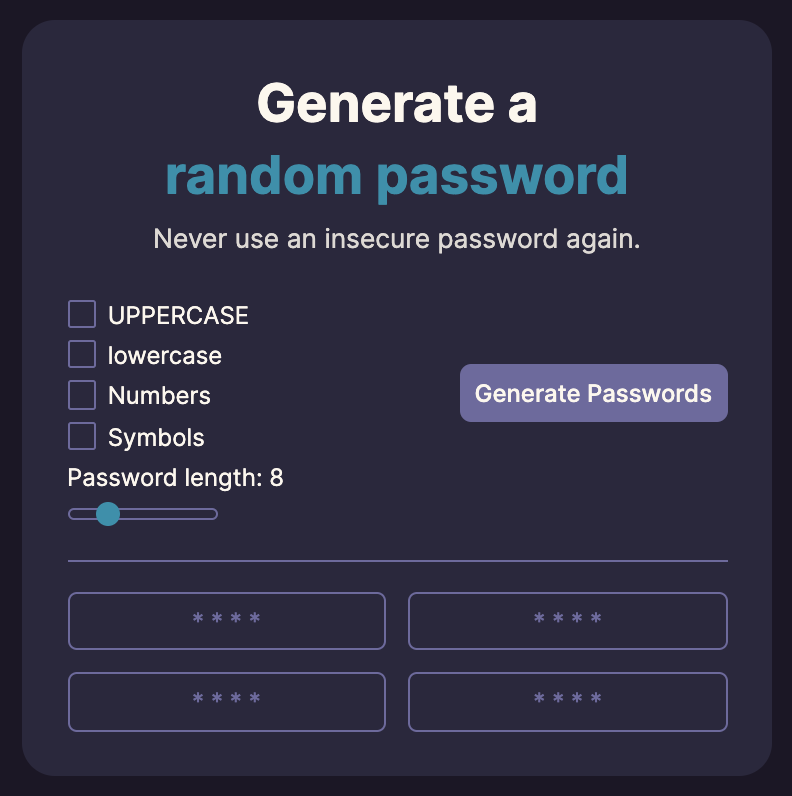 Generate a
random password
Never use an insecure password again.
UPPERCASE
lowercase
Numbers
Symbols
Generate Passwords
Password length: 8
* * * *
* * * *
* * * *
* * * *